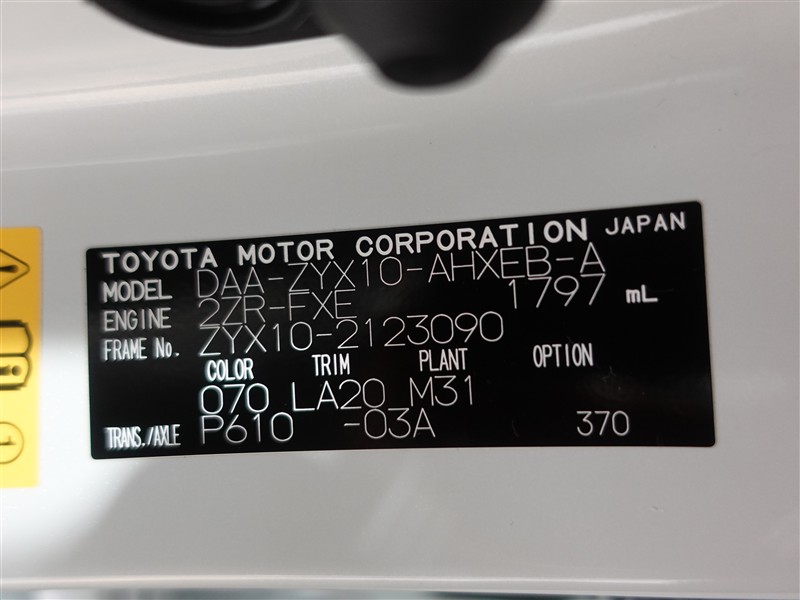 TOYOTA MOTOR CORPORATION JAPAN
MODEL DAA-ZYX10-AHXEB-A
ENGINE 2ZR-FXE 1797 mL
FRAME No. ZYX10-2123090
COLOR TRIM PLANT OPTION
070 LA20 M31
TRANS./AXLE P610 -03A 370
1